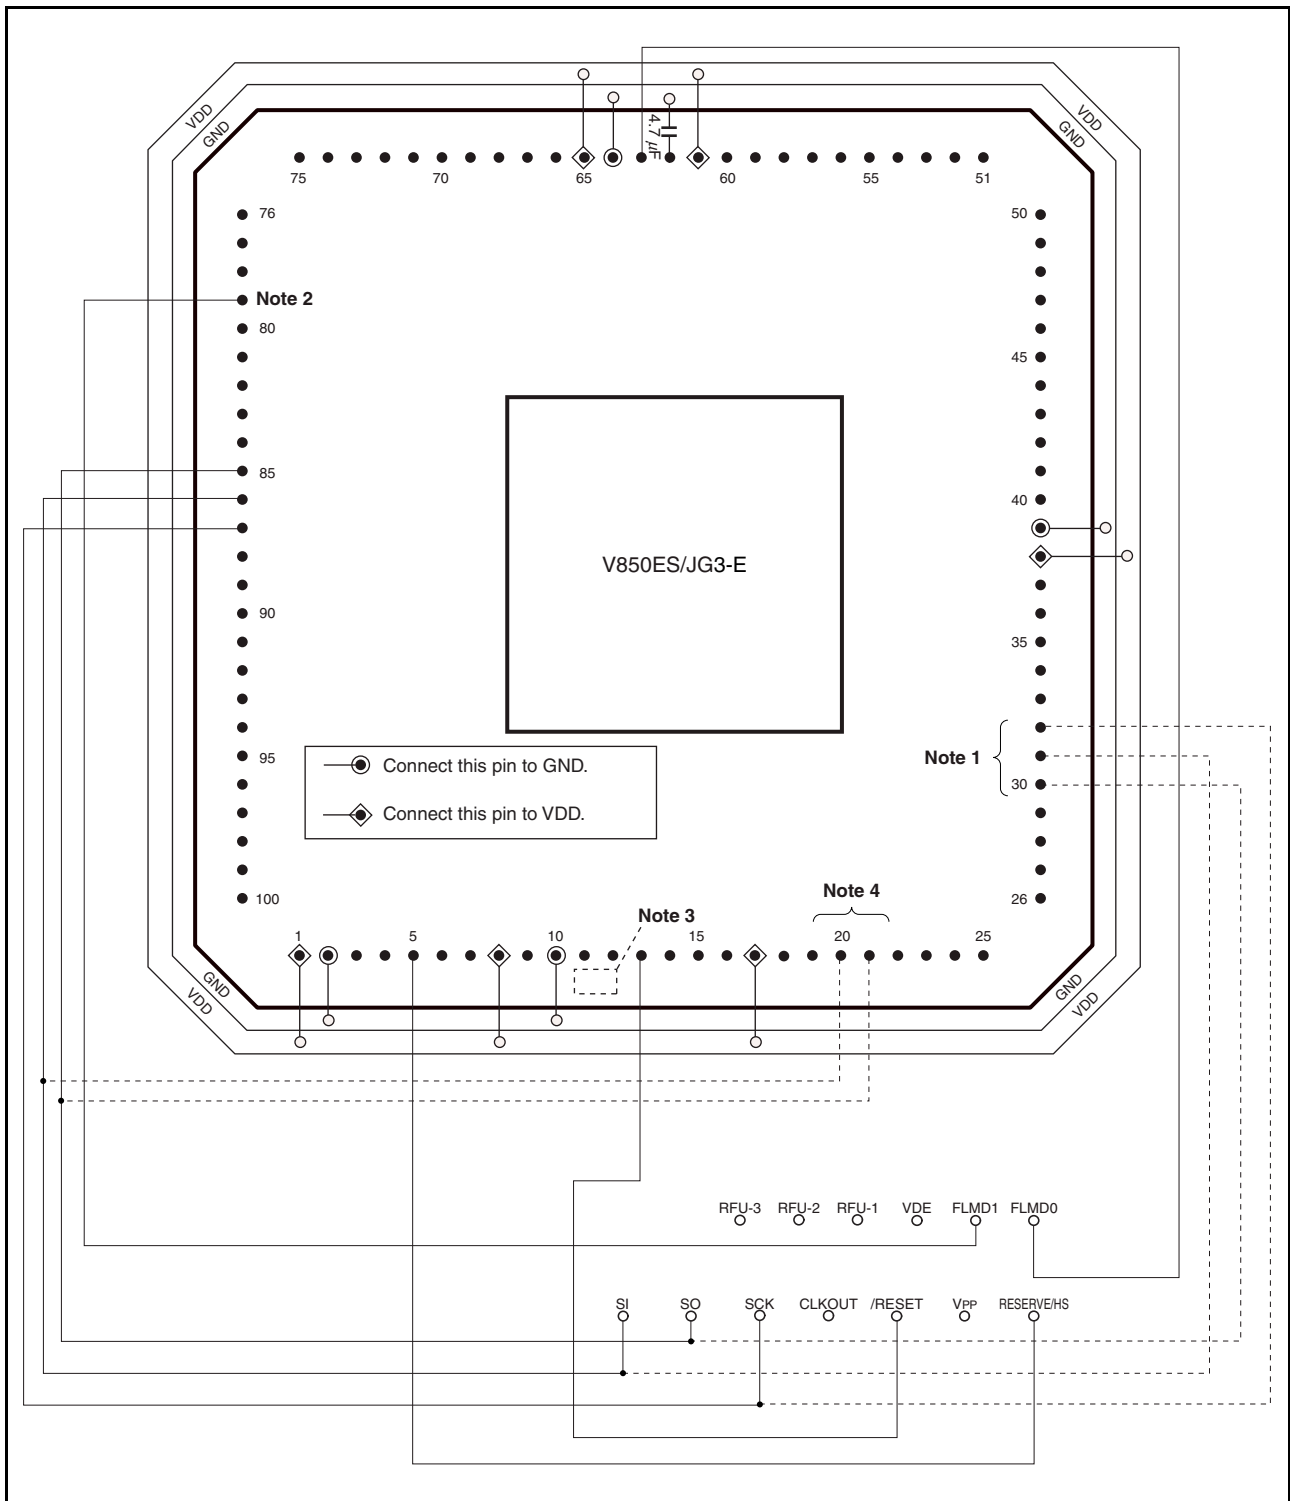 VDD
GND
VDD
GND
4.7 μF
75
70
65
60
55
51
76
50
Note 2
80
45
85
40
V850ES/JG3-E
90
35
Note 1
95
30
Connect this pin to GND.
Connect this pin to VDD.
Note 4
100
26
Note 3
1
5
10
15
20
25
GND
VDD
GND
VDD
RFU-3 RFU-2 RFU-1 VDE FLMD1 FLMD0
SI SO SCK CLKOUT /RESET VPP RESERVE/HS